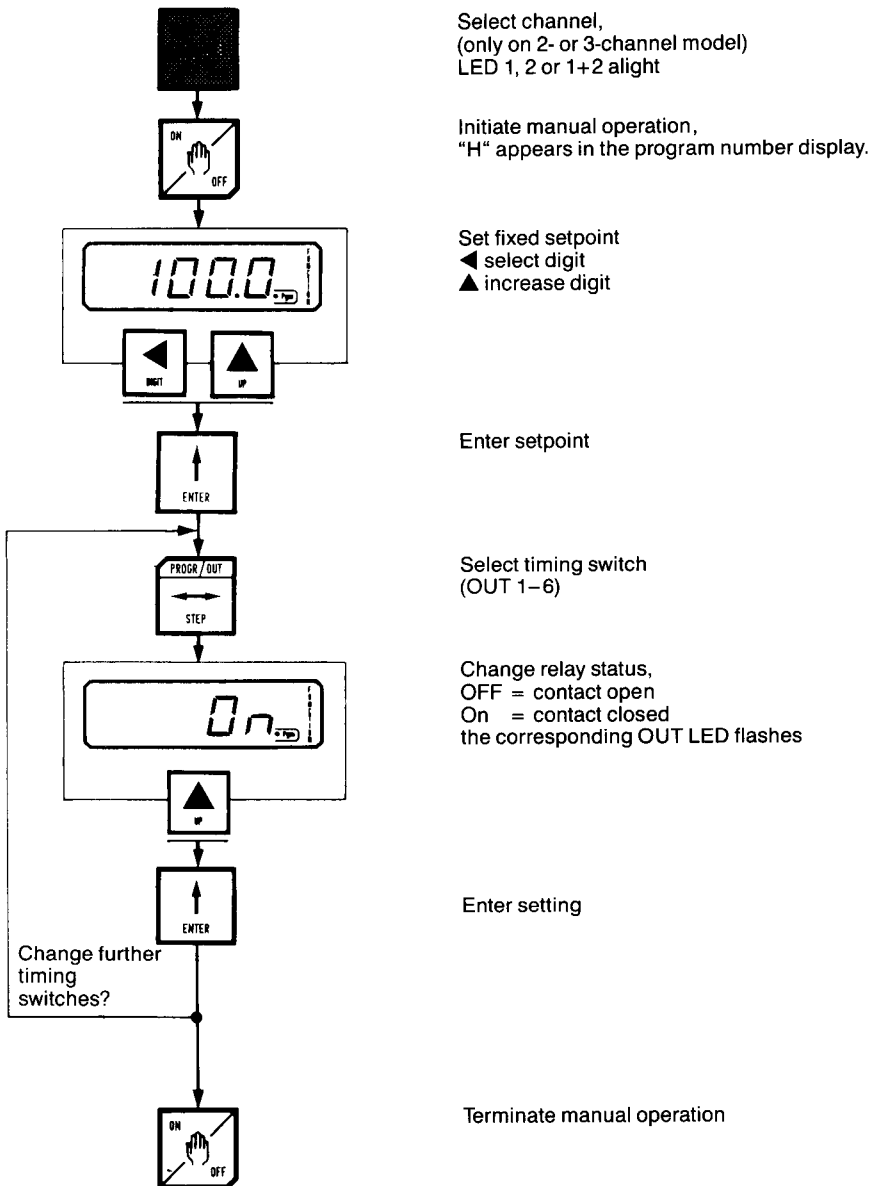 Select channel,
(only on 2- or 3-channel model)
LED 1, 2 or 1+2 alight
ON
OFF
Initiate manual operation,
“H“ appears in the program number display.
100.0
Pgm
Set fixed setpoint
◀ select digit
▲ increase digit
DIGIT
UP
ENTER
Enter setpoint
PROGR/OUT
STEP
Select timing switch
(OUT 1–6)
On
Pgm
Change relay status,
OFF = contact open
On = contact closed
the corresponding OUT LED flashes
UP
ENTER
Enter setting
Change further
timing
switches?
ON
OFF
Terminate manual operation